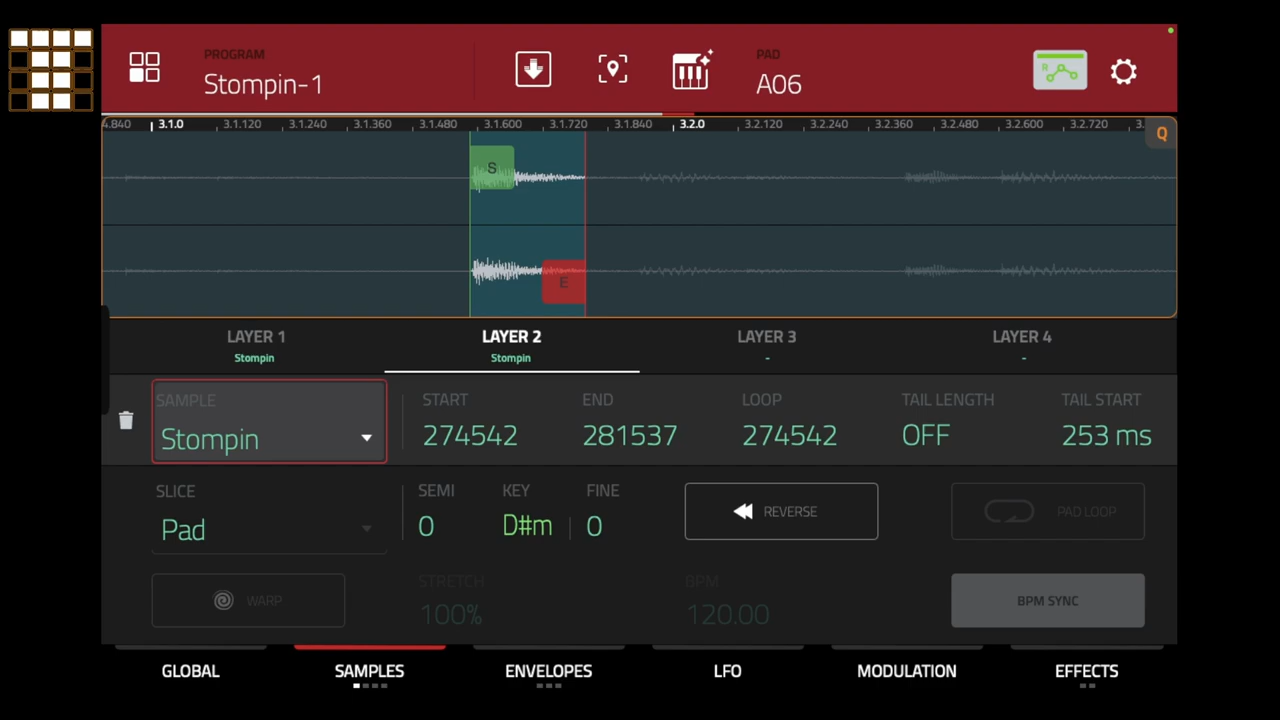 PROGRAM
Stompin-1
PAD
A06
R
4.840 3.1.0 3.1.120 3.1.240 3.1.360 3.1.480 3.1.600 3.1.720 3.1.840 3.2.0 3.2.120 3.2.240 3.2.360 3.2.480 3.2.600 3.2.720 3.
Q
S
E
LAYER 1 LAYER 2 LAYER 3 LAYER 4
Stompin Stompin - -
SAMPLE START END LOOP TAIL LENGTH TAIL START
Stompin 274542 281537 274542 OFF 253 ms
SLICE SEMI KEY FINE
Pad 0 D#m 0 REVERSE PAD LOOP
STRETCH BPM
WARP 100% 120.00 BPM SYNC
GLOBAL SAMPLES ENVELOPES LFO MODULATION EFFECTS